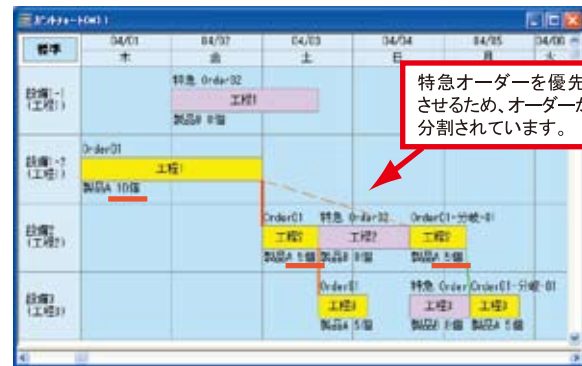 04/01 04/02 04/03 04/04 04/05 04/06
標準 木 金 土 日 月 火
特急オーダーを優先
させるため、オーダーが
分割されています。
特急 Order02
設備1-1
(工程1)
工程1
製品B 8個
Order01
設備1-2
(工程1)
工程1
製品A 10個
Order01 特急 Order02 Order01-分岐-01
設備2
(工程2)
工程2 工程2 工程2
製品A 5個 製品B 8個 製品A 5個
Order01 特急 Order Order01-分岐-01
設備3
(工程3)
工程3 工程3 工程3
製品A 5個 製品B 8個 製品A 5個